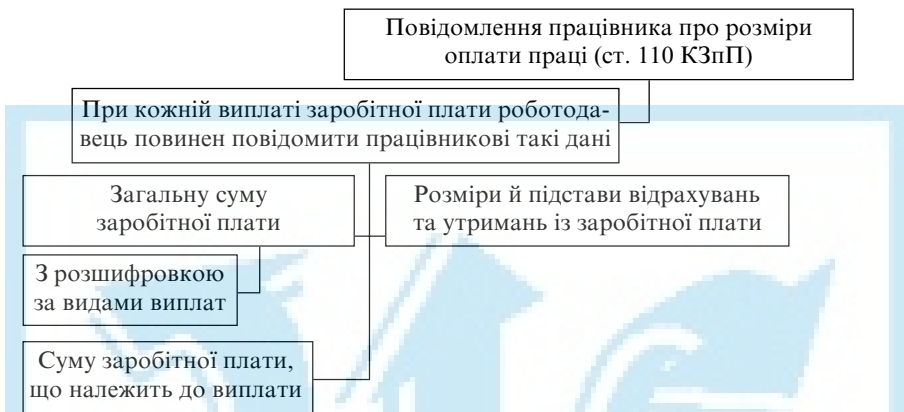 Повідомлення працівника про розміри
оплати праці (ст. 110 КЗпП)
При кожній виплаті заробітної плати роботода-
вець повинен повідомити працівникові такі дані
Загальну суму
заробітної плати
Розміри й підстави відрахувань
та утримань із заробітної плати
З розшифровкою
за видами виплат
Суму заробітної плати,
що належить до виплати